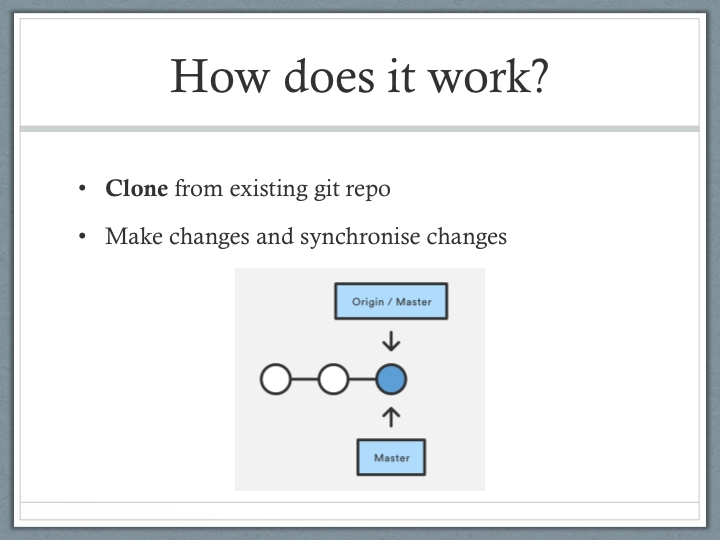 How does it work?
• Clone from existing git repo
• Make changes and synchronise changes
Origin / Master
Master